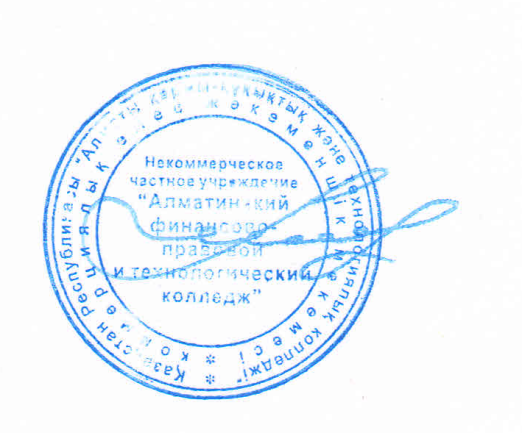 Қазақстан Республикасы "Алматы қаржы-құқықтық және технологиялық колледжі" *
коммерциялық емес жекеменшік мекемесі *
Некоммерческое
частное учреждение
"Алматинский
финансово-
правовой
и технологический
колледж"